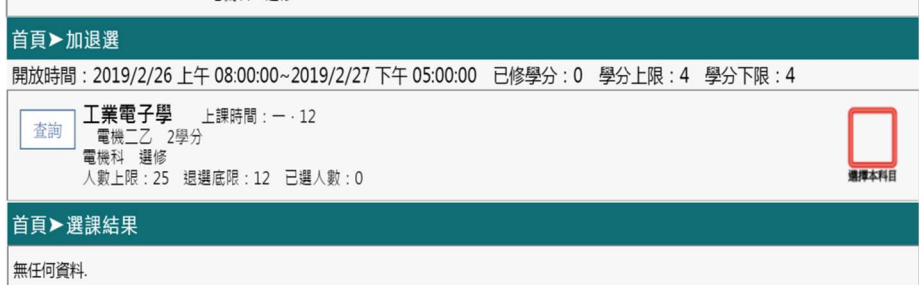 首頁➤加退選
開放時間：2019/2/26 上午 08:00:00~2019/2/27 下午 05:00:00 已修學分：0 學分上限：4 學分下限：4
查詢
工業電子學 上課時間：一．12
電機二乙 2學分
電機科 選修
人數上限：25 退選底限：12 已選人數：0
選擇本科目
首頁➤選課結果
無任何資料.